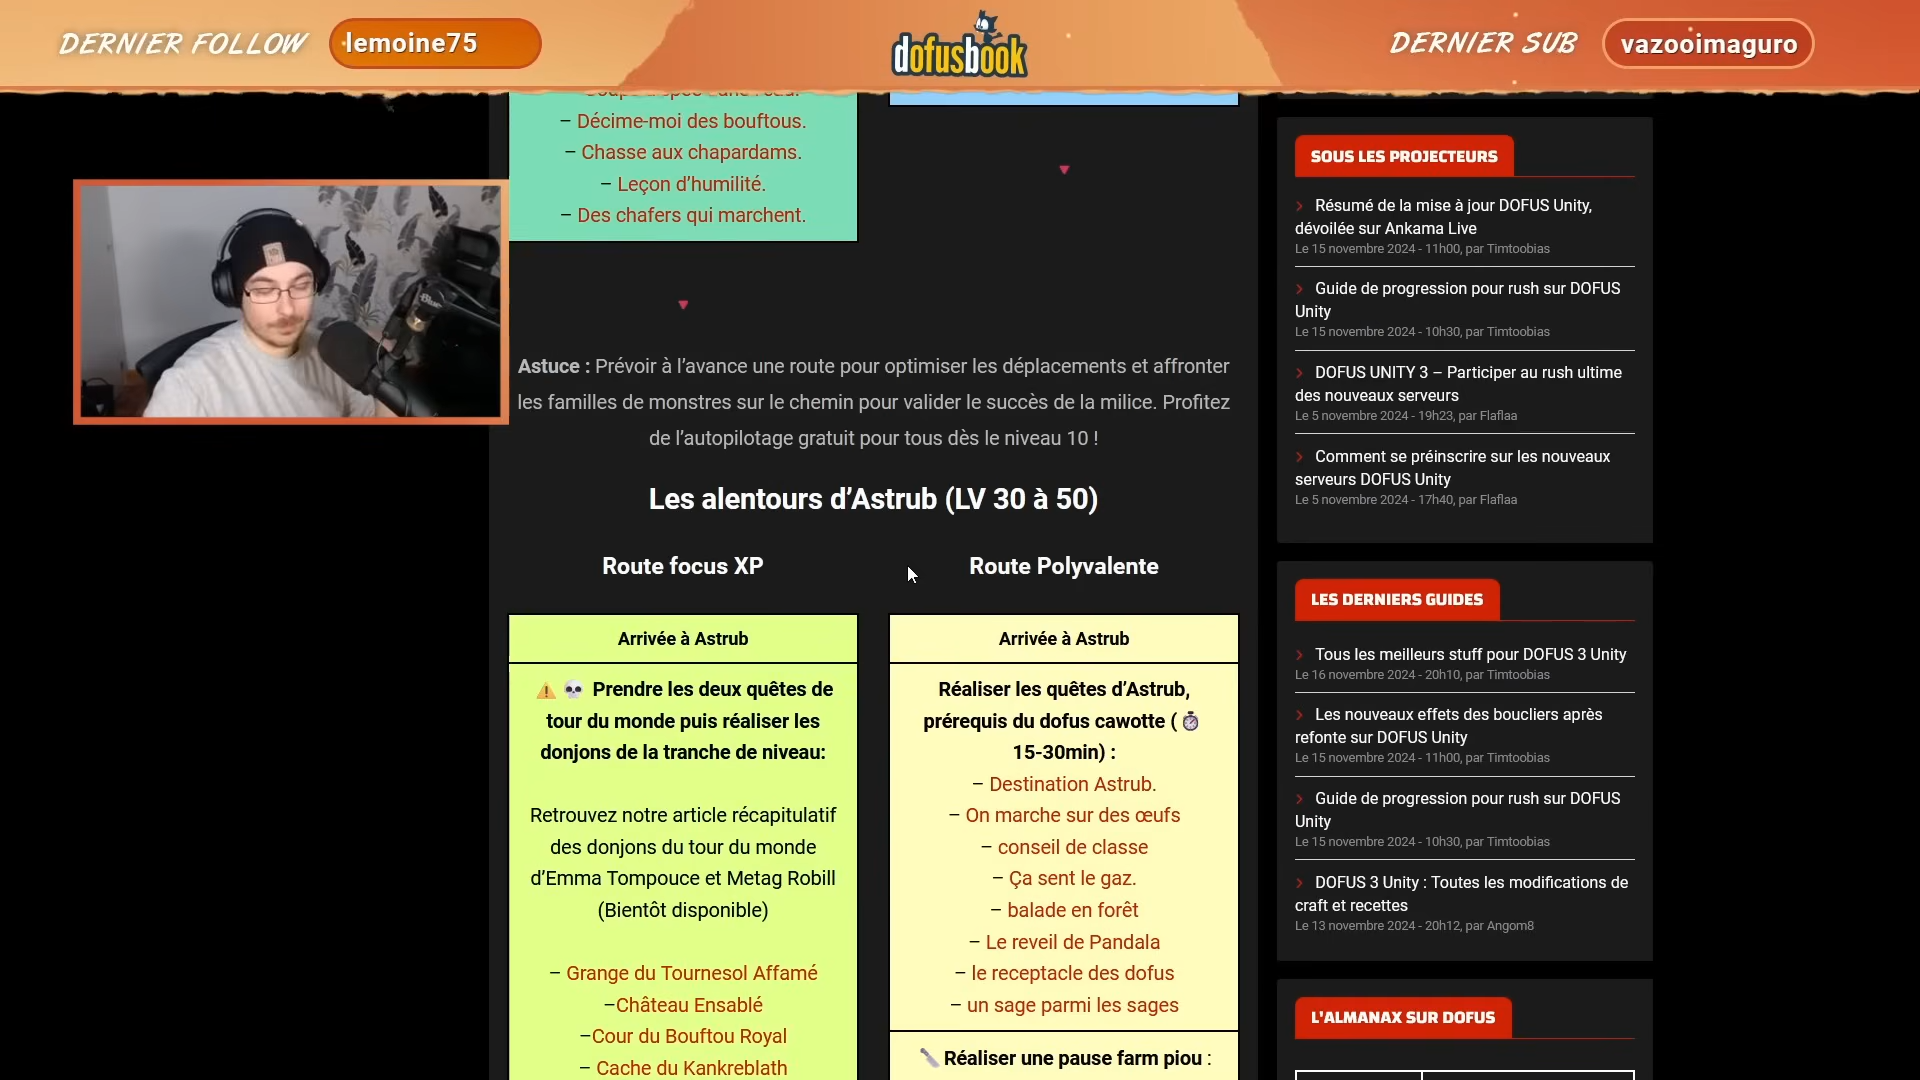 DERNIER FOLLOW
lemoine75
dofusbook
DERNIER SUB
vazooimaguro
– Décime-moi des bouftous.
– Chasse aux chapardams.
– Leçon d’humilité.
– Des chafers qui marchent.
Astuce : Prévoir à l’avance une route pour optimiser les déplacements et affronter
les familles de monstres sur le chemin pour valider le succès de la milice. Profitez
de l’autopilotage gratuit pour tous dès le niveau 10 !
Les alentours d’Astrub (LV 30 à 50)
Route focus XP
Arrivée à Astrub
⚠️ 💀 Prendre les deux quêtes de
tour du monde puis réaliser les
donjons de la tranche de niveau:
Retrouvez notre article récapitulatif
des donjons du tour du monde
d’Emma Tompouce et Metag Robill
(Bientôt disponible)
– Grange du Tournesol Affamé
–Château Ensablé
–Cour du Bouftou Royal
– Cache du Kankreblath
Route Polyvalente
Arrivée à Astrub
Réaliser les quêtes d’Astrub,
prérequis du dofus cawotte ( ⏱
15-30min) :
– Destination Astrub.
– On marche sur des œufs
– conseil de classe
– Ça sent le gaz.
– balade en forêt
– Le reveil de Pandala
– le receptacle des dofus
– un sage parmi les sages
🔪 Réaliser une pause farm piou :
SOUS LES PROJECTEURS
Résumé de la mise à jour DOFUS Unity,
dévoilée sur Ankama Live
Le 15 novembre 2024 - 11h00, par Timtoobias
Guide de progression pour rush sur DOFUS
Unity
Le 15 novembre 2024 - 10h30, par Timtoobias
DOFUS UNITY 3 – Participer au rush ultime
des nouveaux serveurs
Le 5 novembre 2024 - 19h23, par Flaflaa
Comment se préinscrire sur les nouveaux
serveurs DOFUS Unity
Le 5 novembre 2024 - 17h40, par Flaflaa
LES DERNIERS GUIDES
Tous les meilleurs stuff pour DOFUS 3 Unity
Le 16 novembre 2024 - 20h10, par Timtoobias
Les nouveaux effets des boucliers après
refonte sur DOFUS Unity
Le 15 novembre 2024 - 11h00, par Timtoobias
Guide de progression pour rush sur DOFUS
Unity
Le 15 novembre 2024 - 10h30, par Timtoobias
DOFUS 3 Unity : Toutes les modifications de
craft et recettes
Le 13 novembre 2024 - 20h12, par Angom8
L'ALMANAX SUR DOFUS